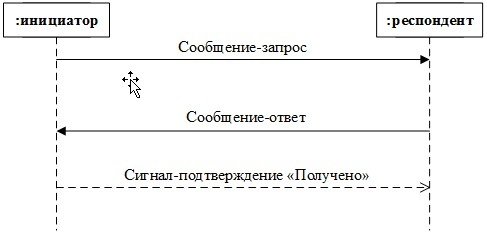 :инициатор
:респондент
Сообщение-запрос
Сообщение-ответ
Сигнал-подтверждение «Получено»